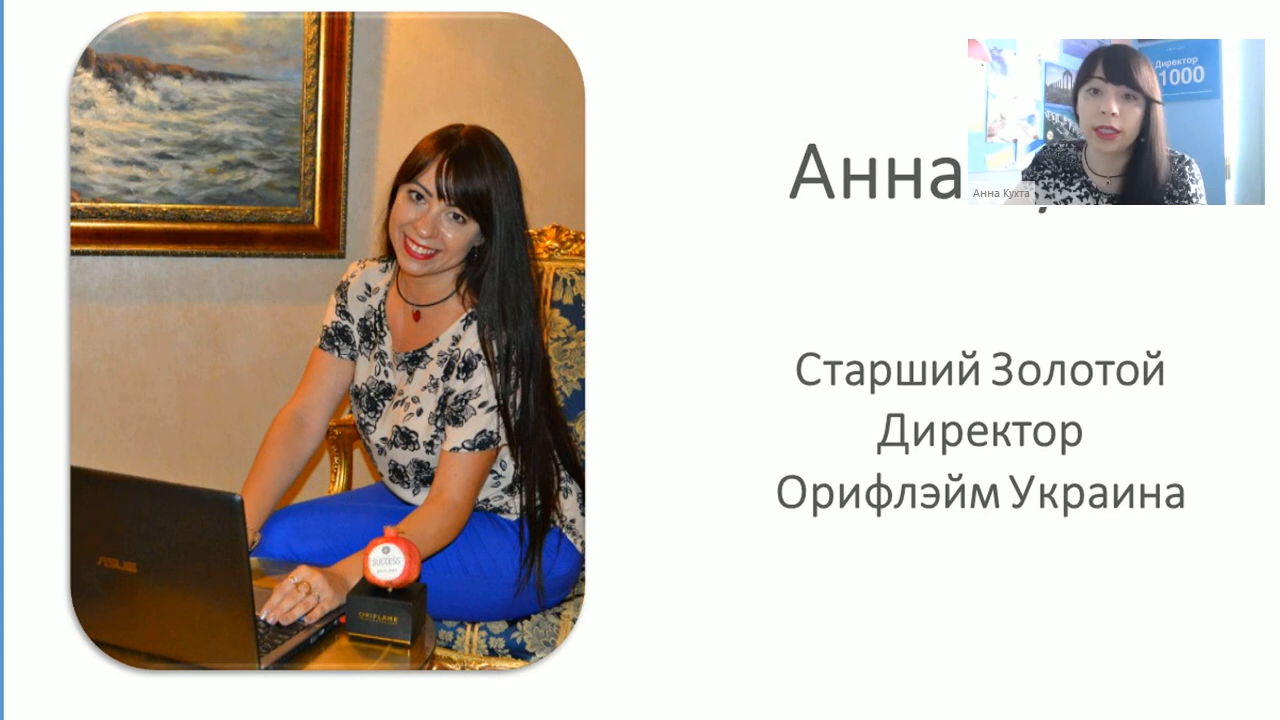 Директор
1000
Анна
Анна Кухта
Старший Золотой
Директор
Орифлэйм Украина
ASUS
SUCCESS
ORIFLAME